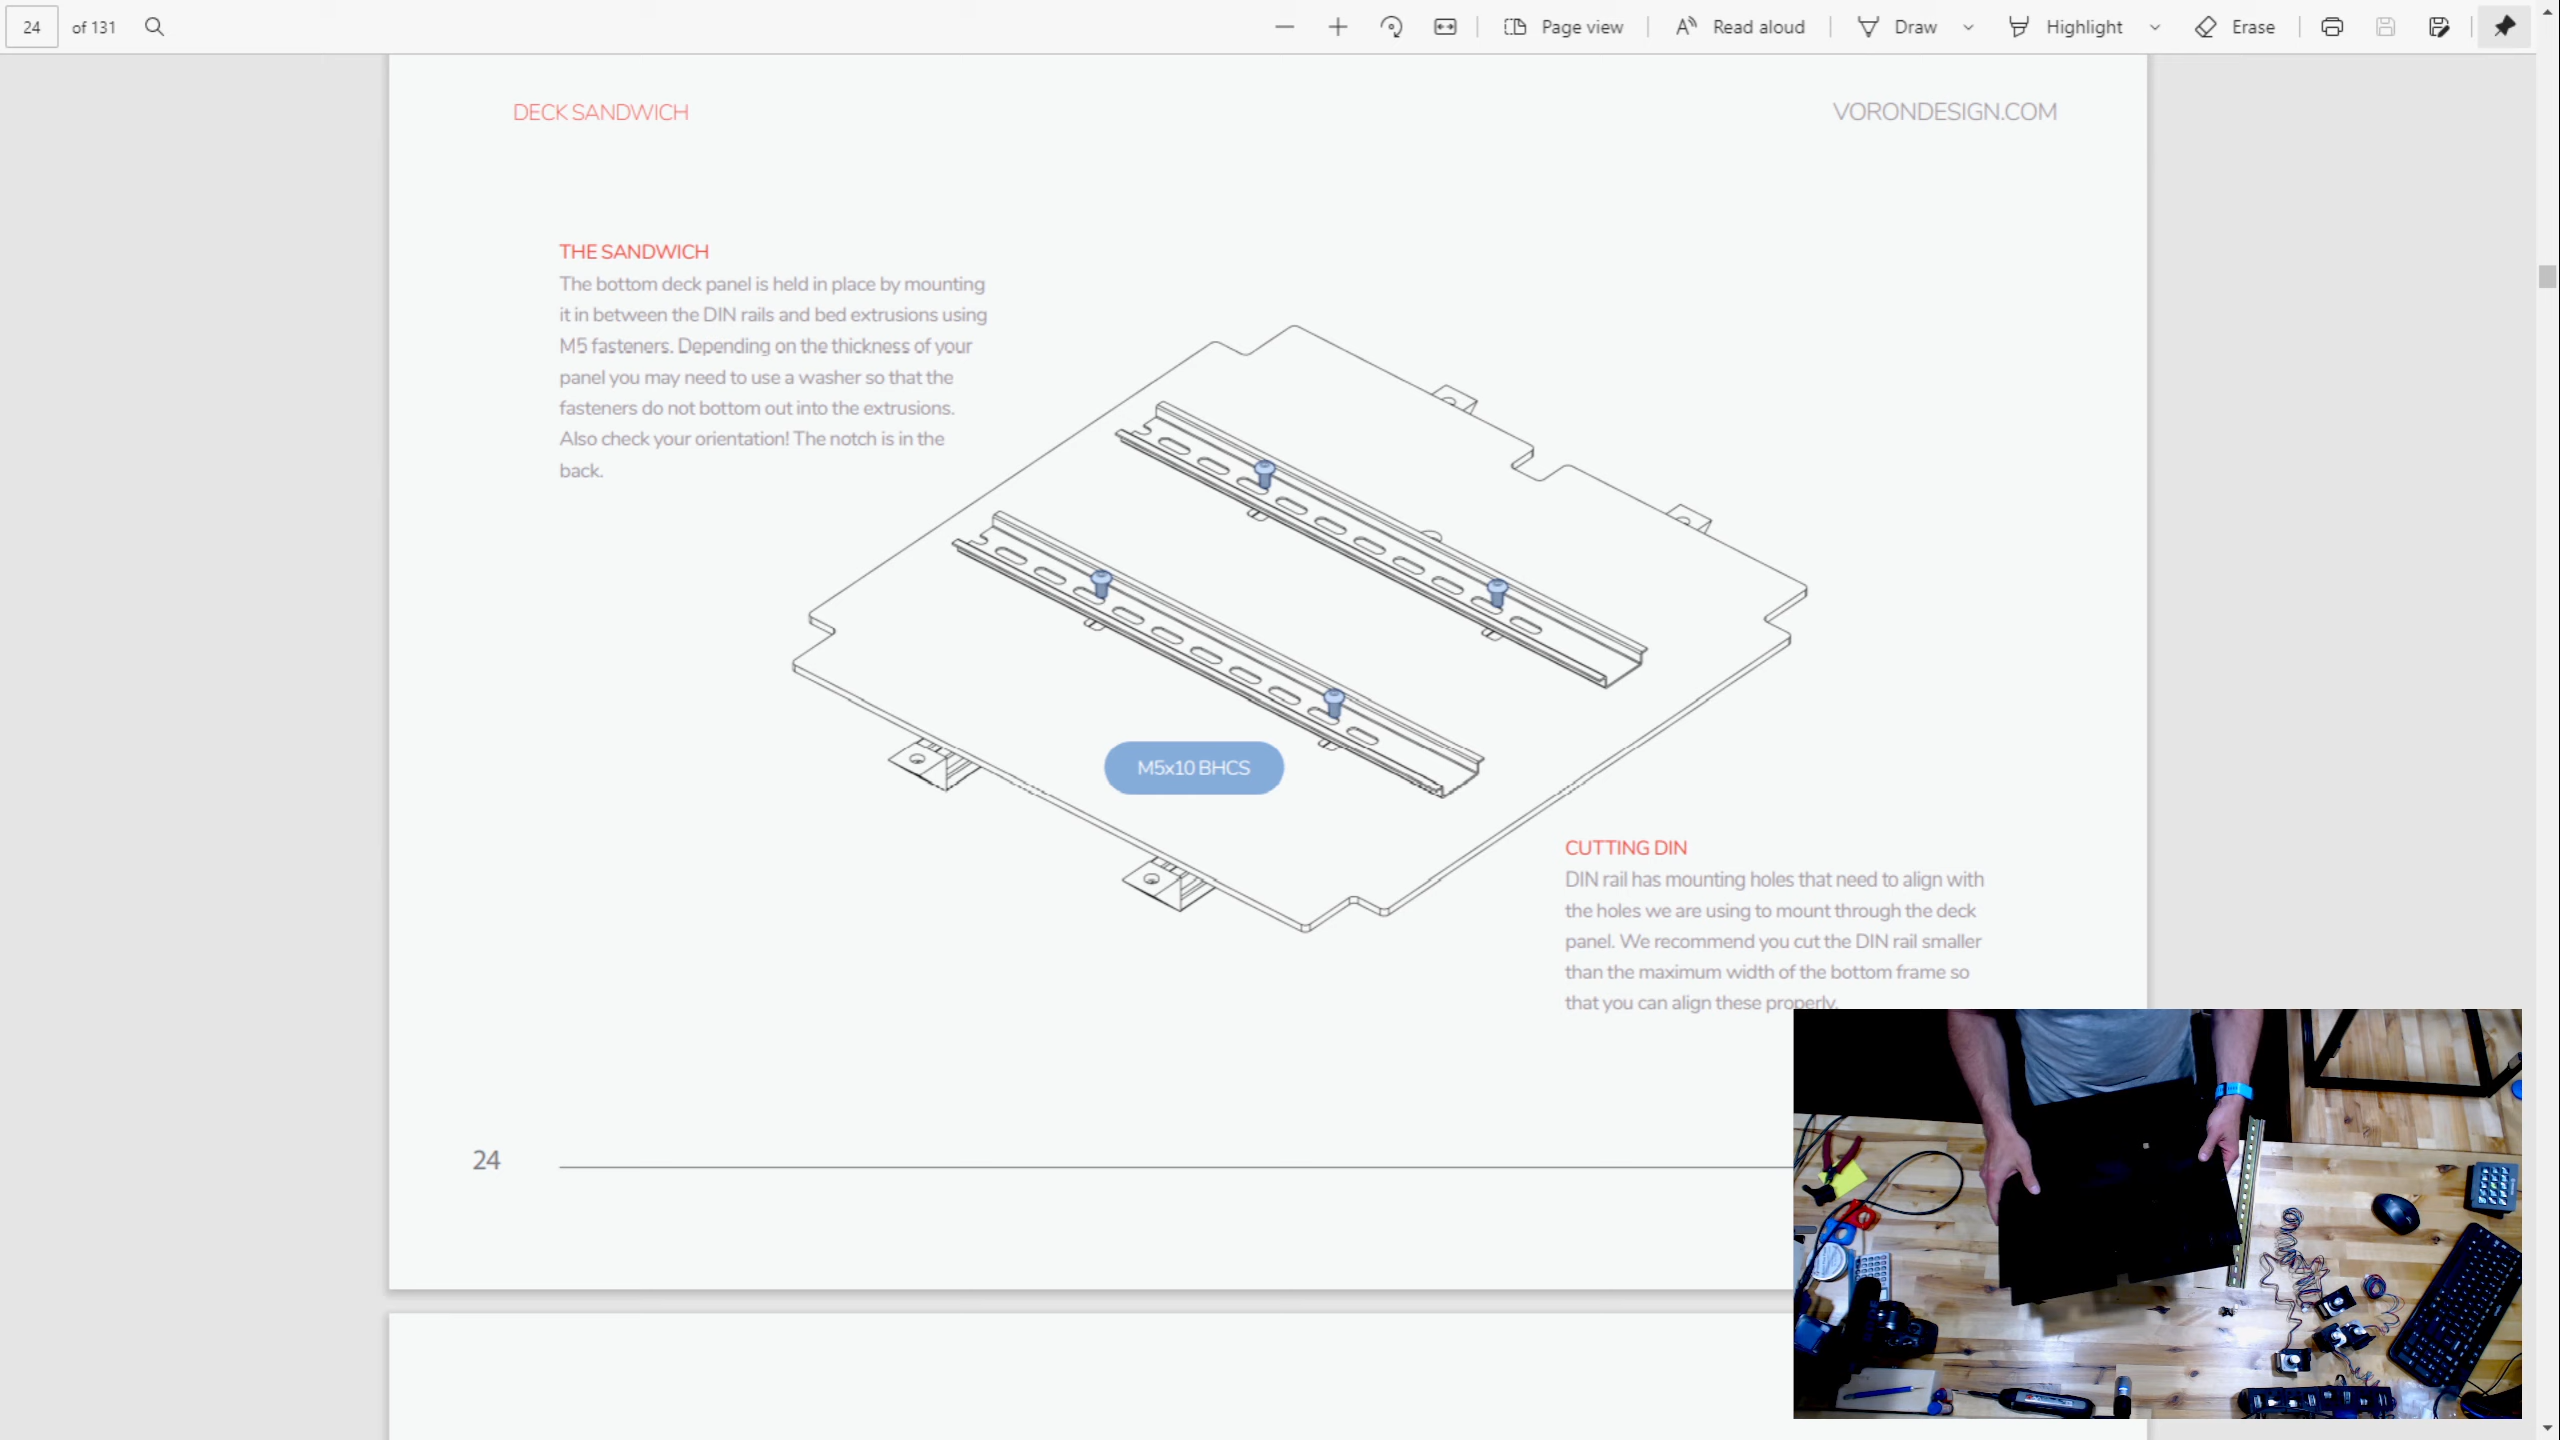 24 of 131 Page view Read aloud Draw Highlight Erase
DECK SANDWICH VORONDESIGN.COM
THE SANDWICH
The bottom deck panel is held in place by mounting
it in between the DIN rails and bed extrusions using
M5 fasteners. Depending on the thickness of your
panel you may need to use a washer so that the
fasteners do not bottom out into the extrusions.
Also check your orientation! The notch is in the
back.
M5x10 BHCS
CUTTING DIN
DIN rail has mounting holes that need to align with
the holes we are using to mount through the deck
panel. We recommend you cut the DIN rail smaller
than the maximum width of the bottom frame so
that you can align these properly.
24